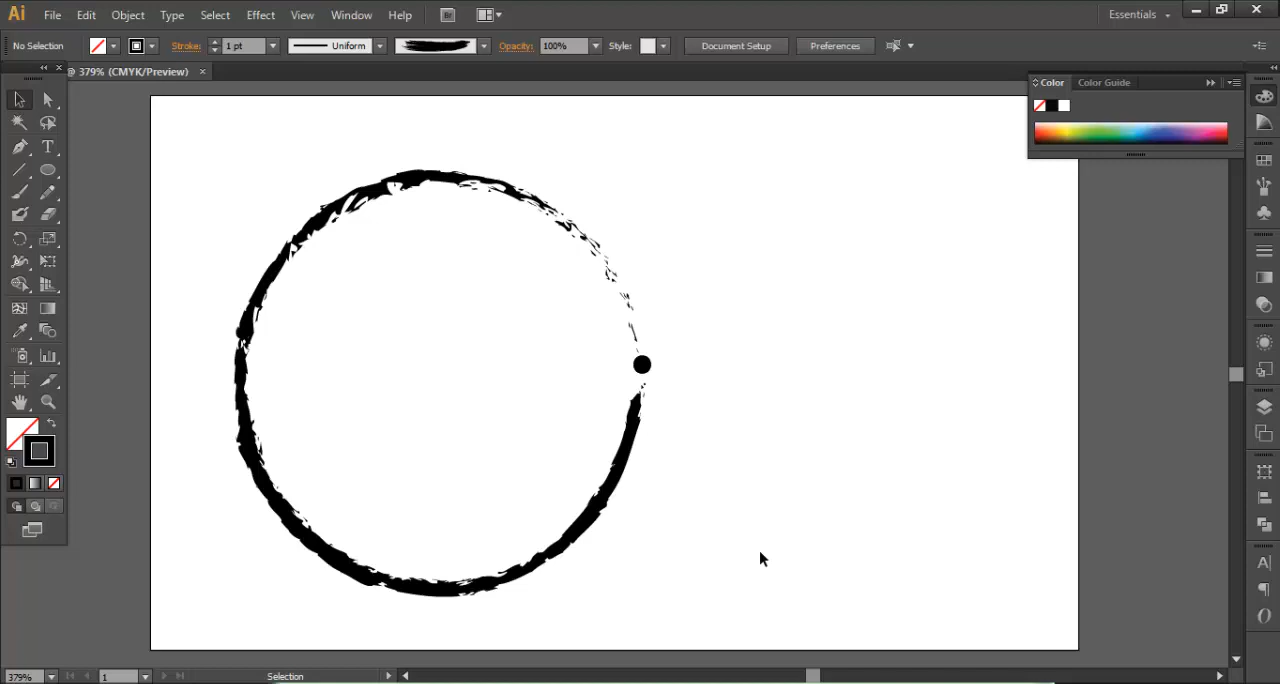 Ai File Edit Object Type Select Effect View Window Help Br Essentials
No Selection Stroke: 1 pt Uniform Opacity: 100% Style: Document Setup Preferences
@ 379% (CMYK/Preview) ×
Color Color Guide
T
A
379% 1 Selection